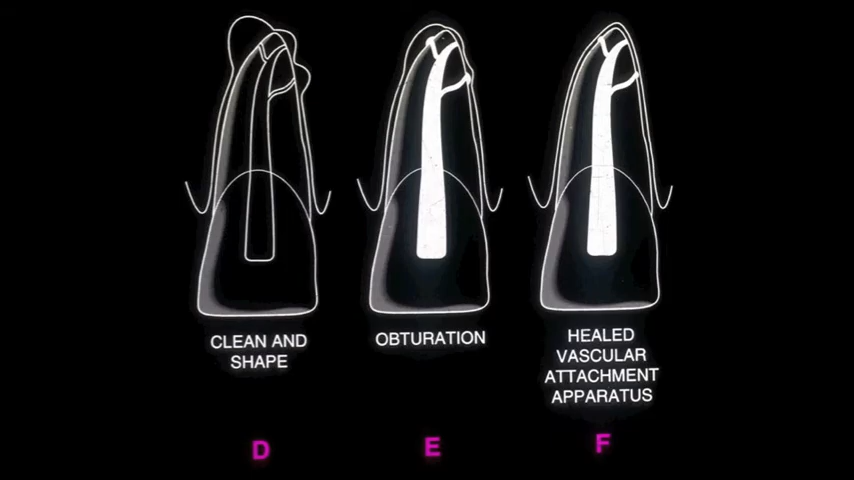 CLEAN AND
SHAPE
OBTURATION
HEALED
VASCULAR
ATTACHMENT
APPARATUS
D
E
F